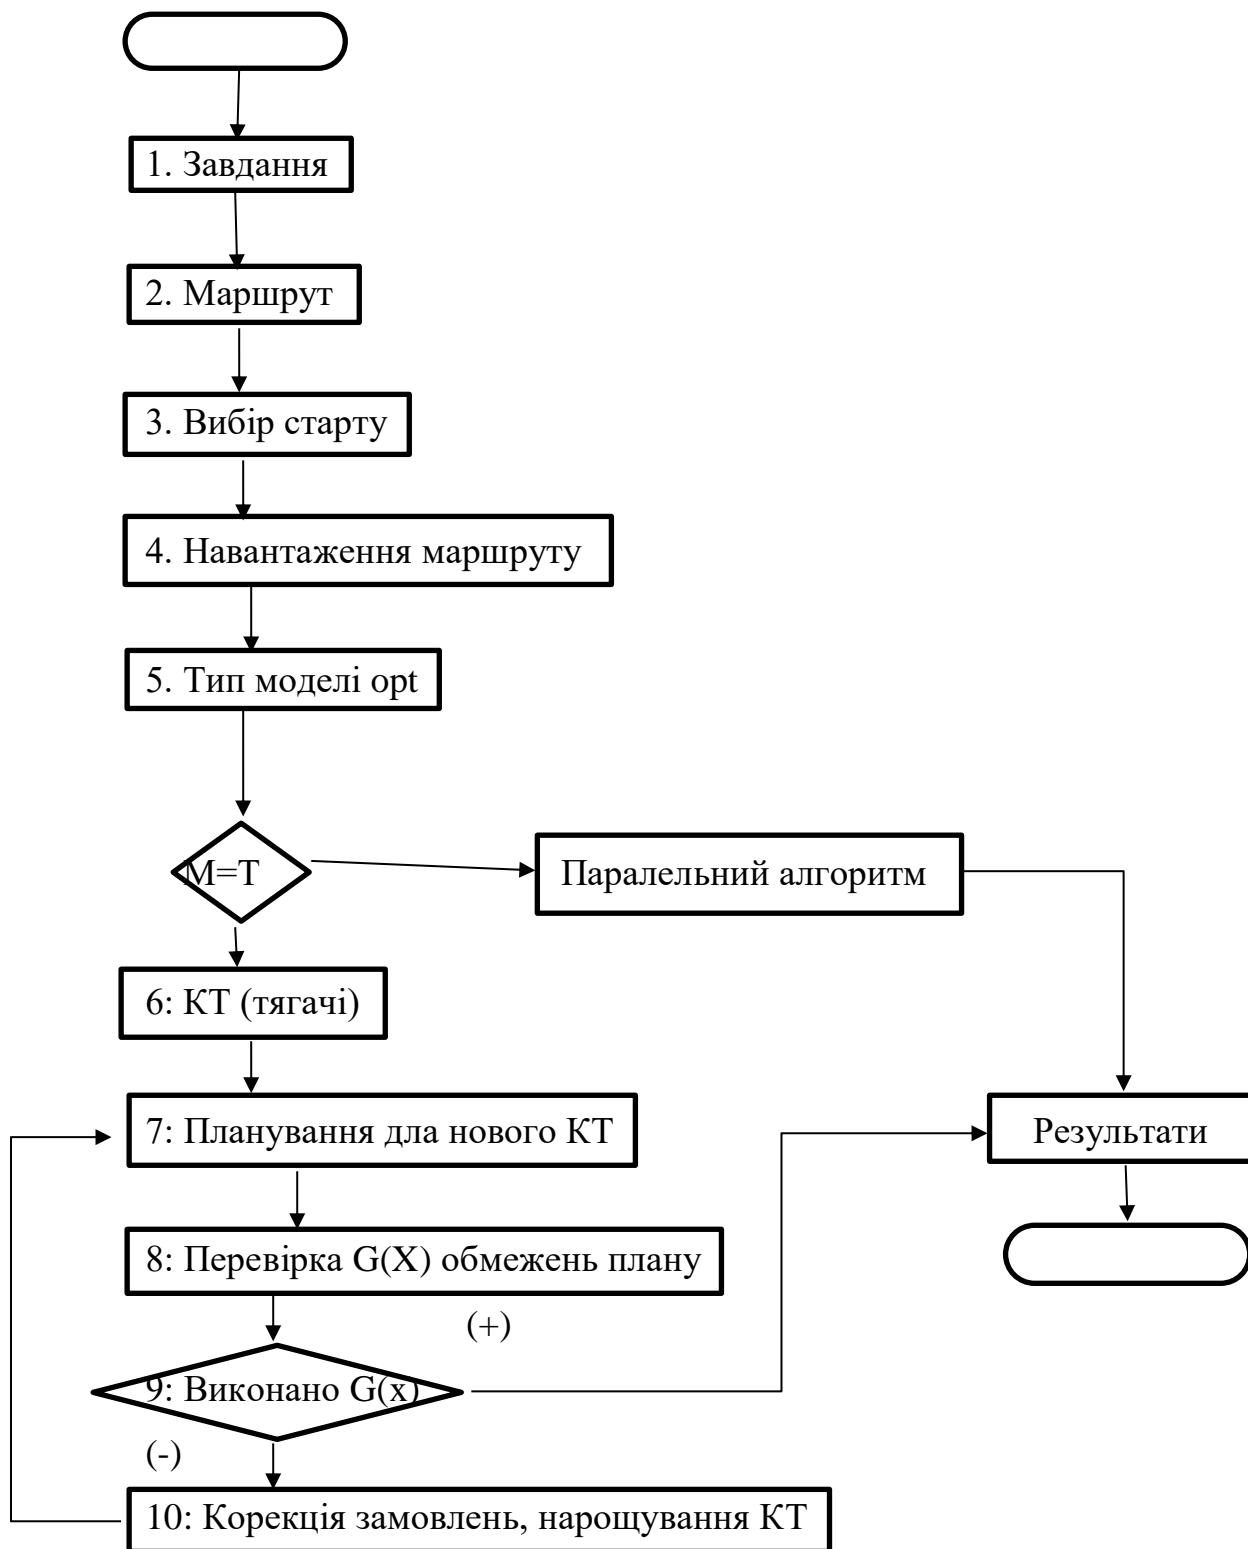 1. Завдання
2. Маршрут
3. Вибір старту
4. Навантаження маршруту
5. Тип моделі opt
М=Т
Паралельний алгоритм
6: КТ (тягачі)
7: Планування дла нового КТ
Результати
8: Перевірка G(X) обмежень плану
(+)
9: Виконано G(x)
(-)
10: Корекція замовлень, нарощування КТ